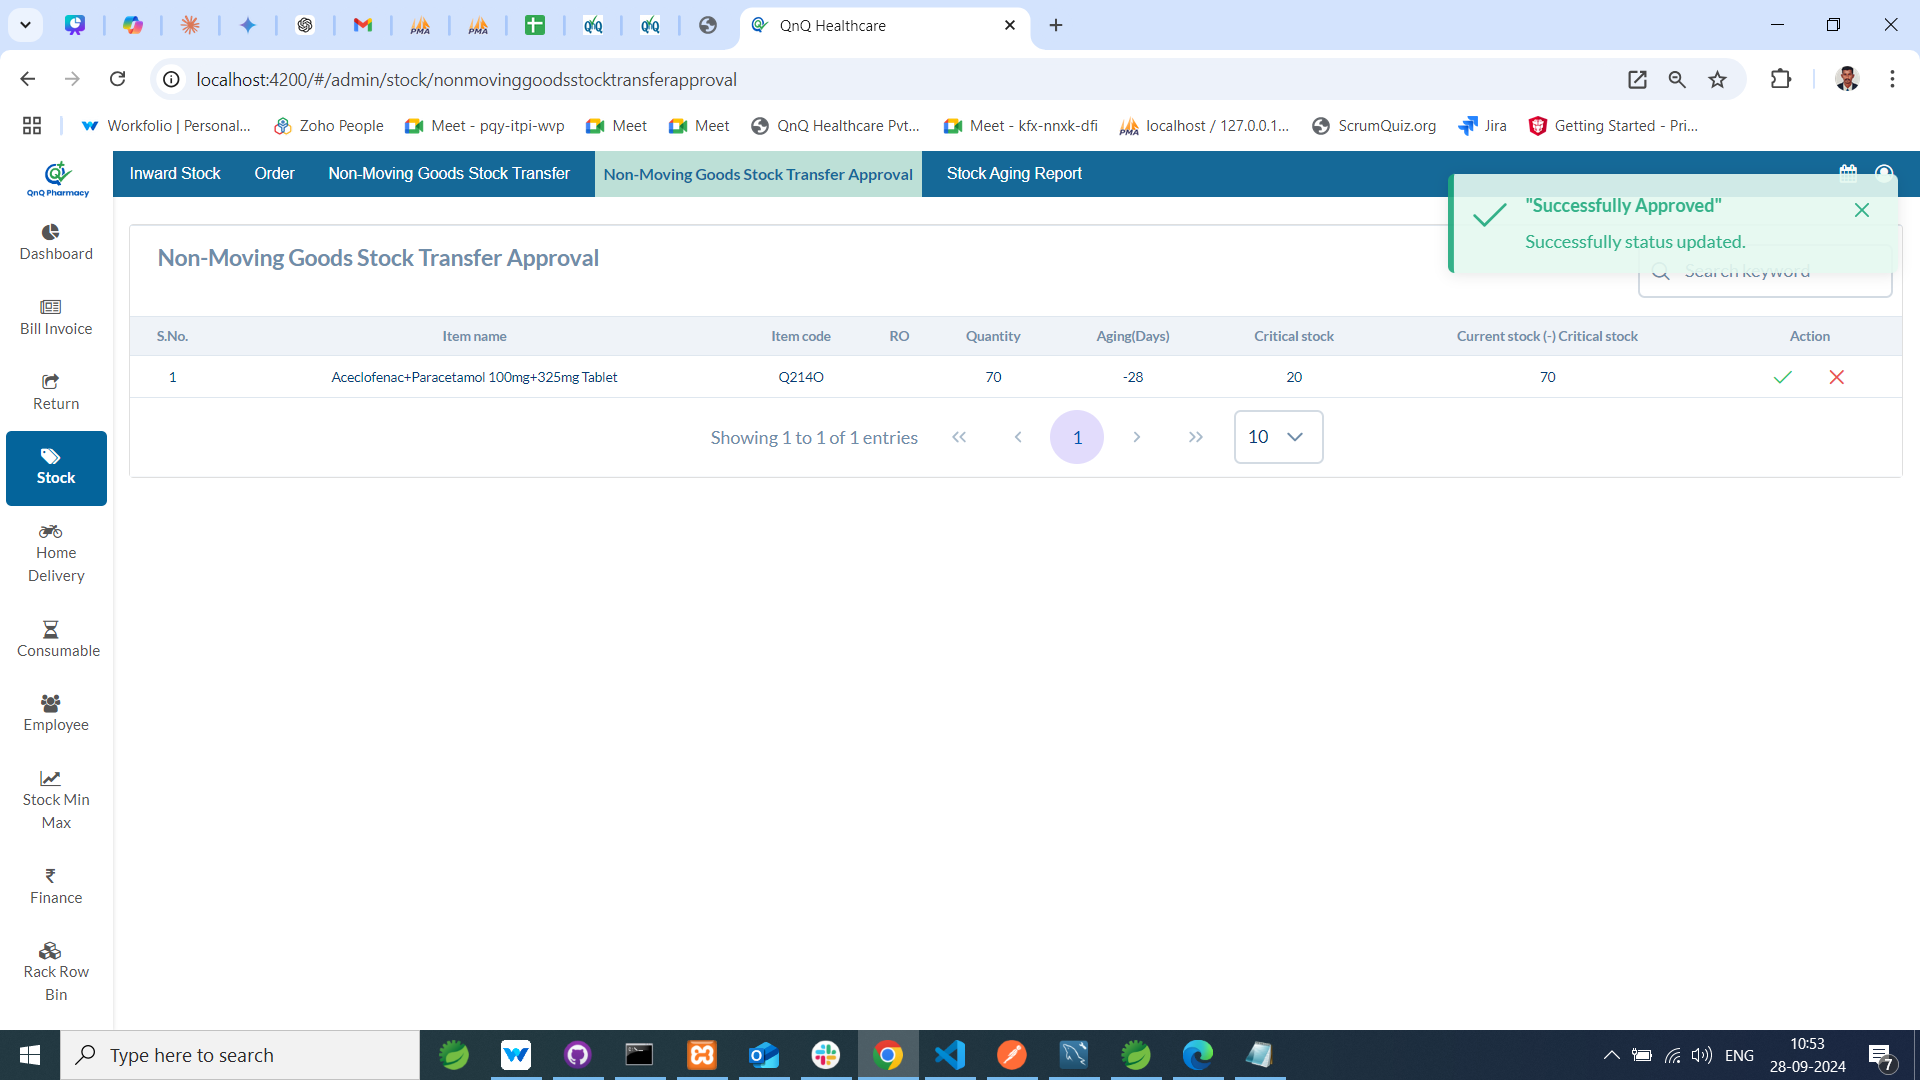 QnQ Healthcare
localhost:4200/#/admin/stock/nonmovinggoodsstocktransferapproval
Workfolio | Personal...
Zoho People
Meet - pqy-itpi-wvp
Meet
Meet
QnQ Healthcare Pvt...
Meet - kfx-nnxk-dfi
localhost / 127.0.0.1...
ScrumQuiz.org
Jira
Getting Started - Pri...
QnQ Pharmacy
Inward Stock
Order
Non-Moving Goods Stock Transfer
Non-Moving Goods Stock Transfer Approval
Stock Aging Report
"Successfully Approved"
Successfully status updated.
Search keyword
Dashboard
Bill Invoice
Return
Stock
Home
Delivery
Consumable
Employee
Stock Min
Max
Finance
Rack Row
Bin
Non-Moving Goods Stock Transfer Approval
S.No. Item name Item code RO Quantity Aging(Days) Critical stock Current stock (-) Critical stock Action
1 Aceclofenac+Paracetamol 100mg+325mg Tablet Q214O 70 -28 20 70
Showing 1 to 1 of 1 entries
1
10
Type here to search
ENG
10:53
28-09-2024
7